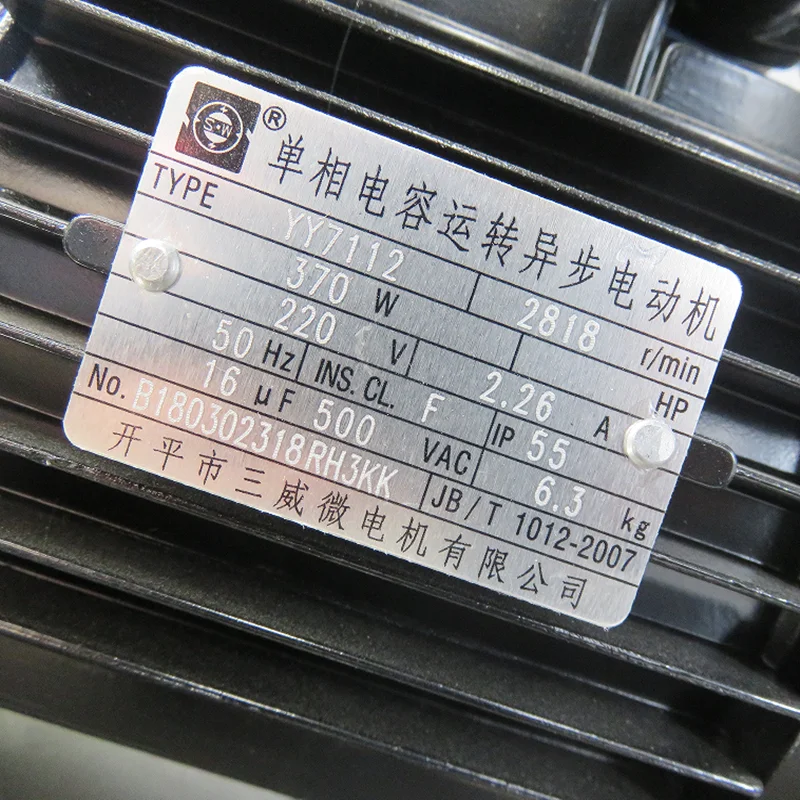 SGW ®
单相电容运转异步电动机
TYPE YY7112 2818 r/min
370 W HP
220 V 2.26 A
50 Hz INS. CL. F IP 55
16 μF 500 VAC 6.3 kg
No. B180302318RH3KK JB/T 1012-2007
开平市三威微电机有限公司